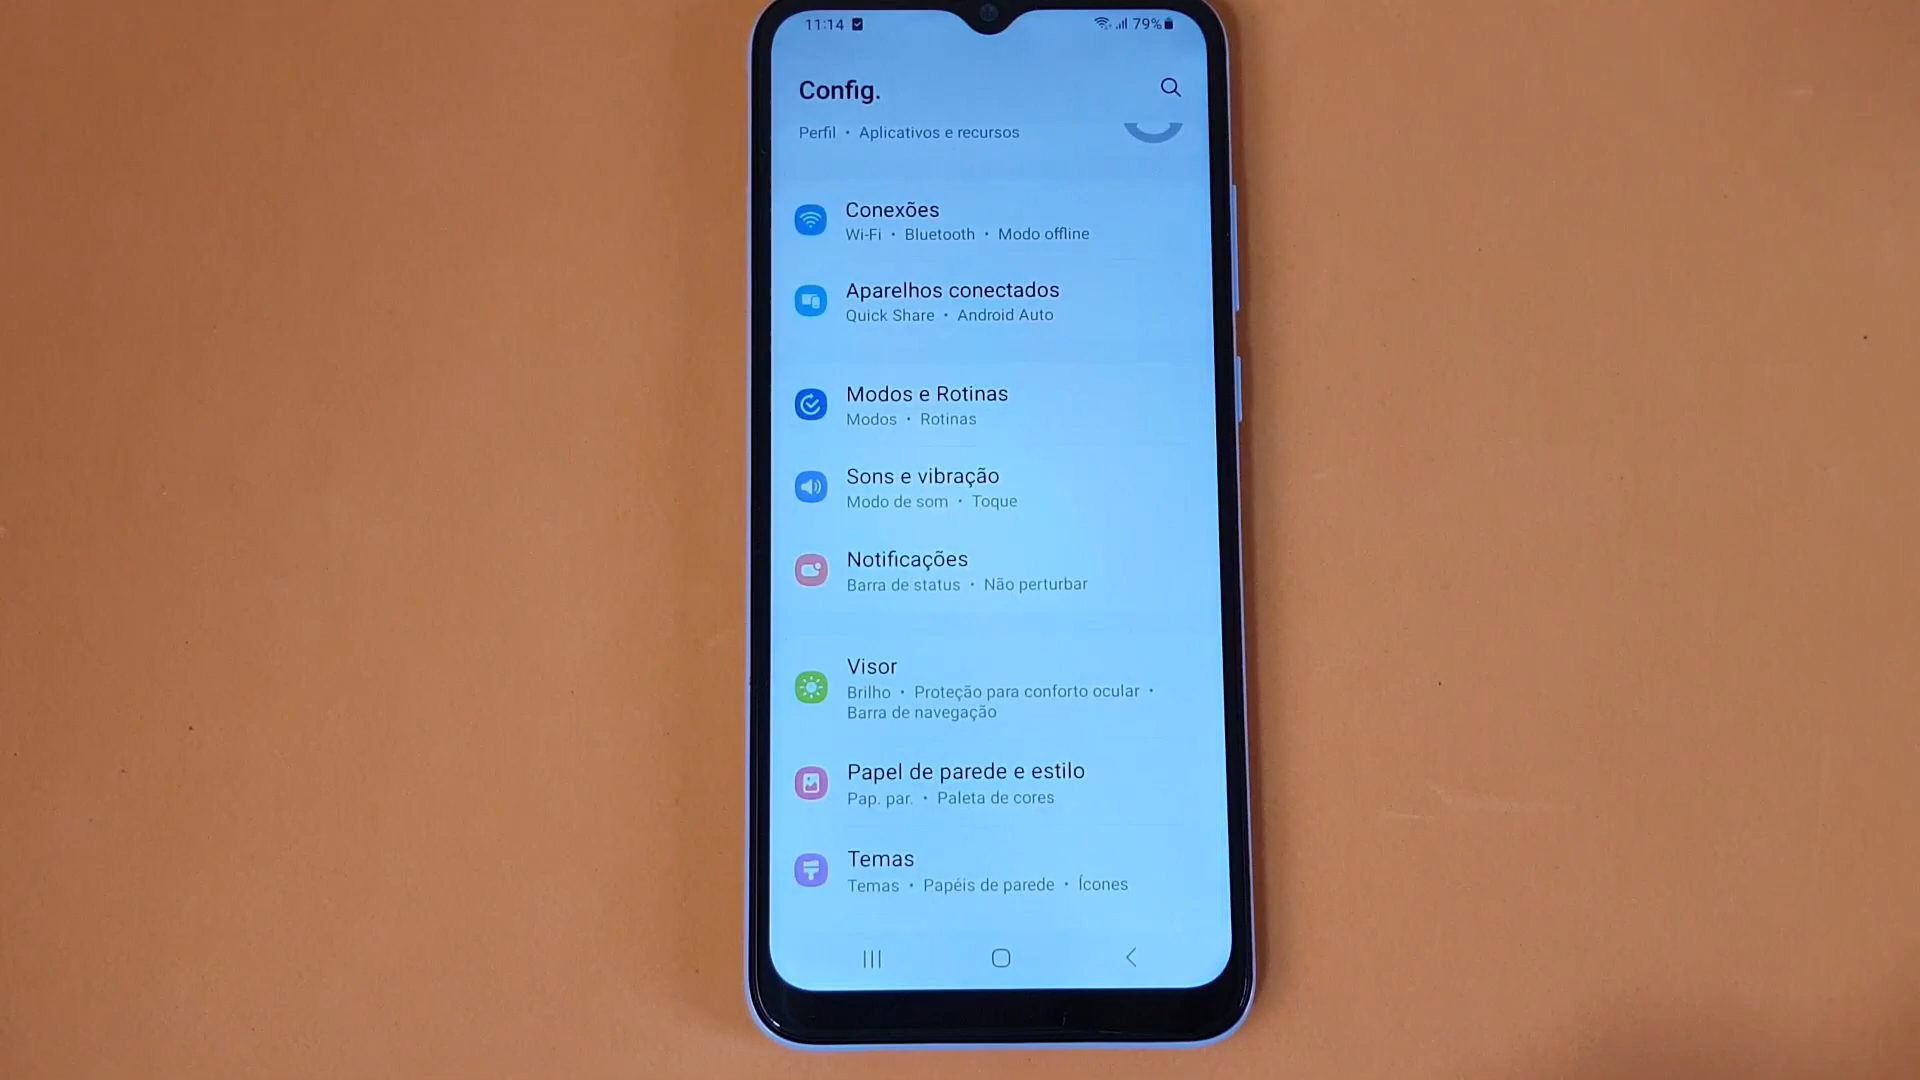 11:14 79%
Config.
Perfil • Aplicativos e recursos
Conexões
Wi-Fi • Bluetooth • Modo offline
Aparelhos conectados
Quick Share • Android Auto
Modos e Rotinas
Modos • Rotinas
Sons e vibração
Modo de som • Toque
Notificações
Barra de status • Não perturbar
Visor
Brilho • Proteção para conforto ocular •
Barra de navegação
Papel de parede e estilo
Pap. par. • Paleta de cores
Temas
Temas • Papéis de parede • Ícones